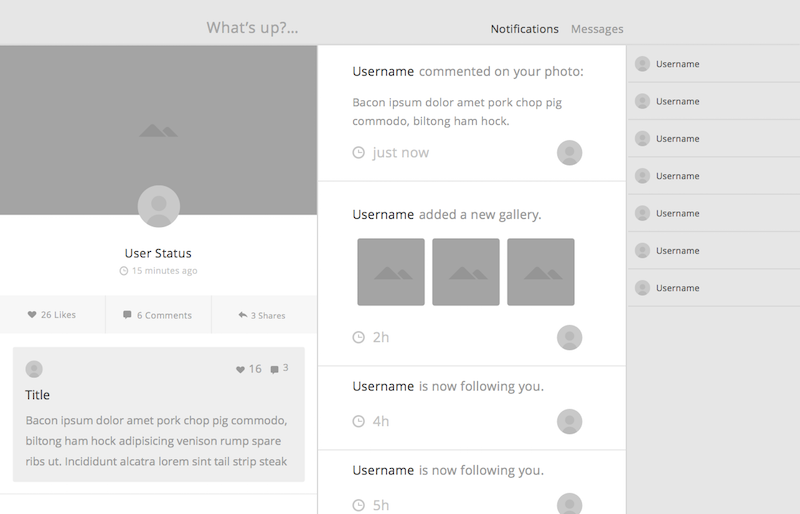 What's up?...
Notifications
Messages
User Status
15 minutes ago
26 Likes
6 Comments
3 Shares
16
3
Title
Bacon ipsum dolor amet pork chop pig commodo,
biltong ham hock adipisicing venison rump spare
ribs ut. Incididunt alcatra lorem sint tail strip steak
Username commented on your photo:
Bacon ipsum dolor amet pork chop pig
commodo, biltong ham hock.
just now
Username added a new gallery.
2h
Username is now following you.
4h
Username is now following you.
5h
Username
Username
Username
Username
Username
Username
Username